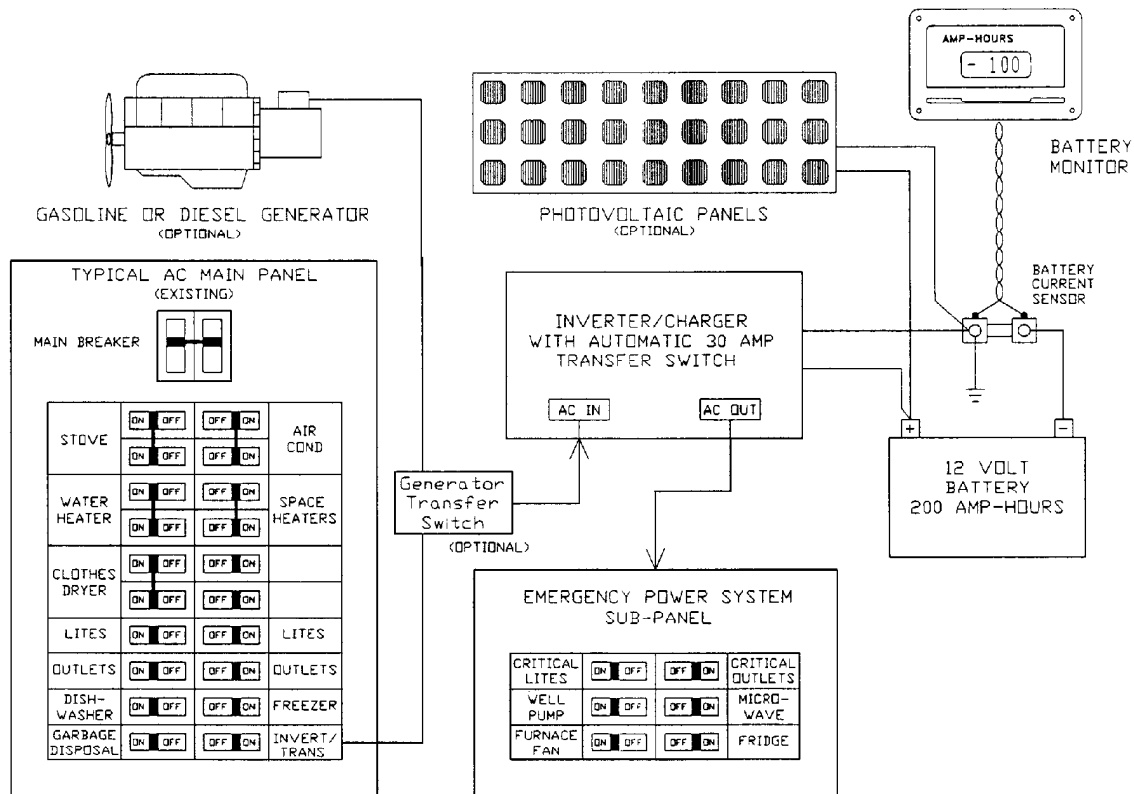 AMP-HOURS
- 100
BATTERY
MONITOR
GASOLINE OR DIESEL GENERATOR
(OPTIONAL)
PHOTOVOLTAIC PANELS
(OPTIONAL)
BATTERY
CURRENT
SENSOR
TYPICAL AC MAIN PANEL
(EXISTING)
MAIN BREAKER
INVERTER/CHARGER
WITH AUTOMATIC 30 AMP
TRANSFER SWITCH
AC IN
AC OUT
+
-
12 VOLT
BATTERY
200 AMP-HOURS
Generator
Transfer
Switch
(OPTIONAL)
ON OFF OFF ON
STOVE
AIR
COND
ON OFF OFF ON
ON OFF OFF ON
WATER
HEATER
SPACE
HEATERS
ON OFF OFF ON
ON OFF OFF ON
CLOTHES
DRYER
ON OFF OFF ON
LITES ON OFF OFF ON LITES
OUTLETS ON OFF OFF ON OUTLETS
DISH-
WASHER
ON OFF OFF ON FREEZER
GARBAGE
DISPOSAL
ON OFF OFF ON
INVERT/
TRANS
EMERGENCY POWER SYSTEM
SUB-PANEL
CRITICAL
LITES
ON OFF OFF ON
CRITICAL
OUTLETS
WELL
PUMP
ON OFF OFF ON
MICRO-
WAVE
FURNACE
FAN
ON OFF OFF ON FRIDGE